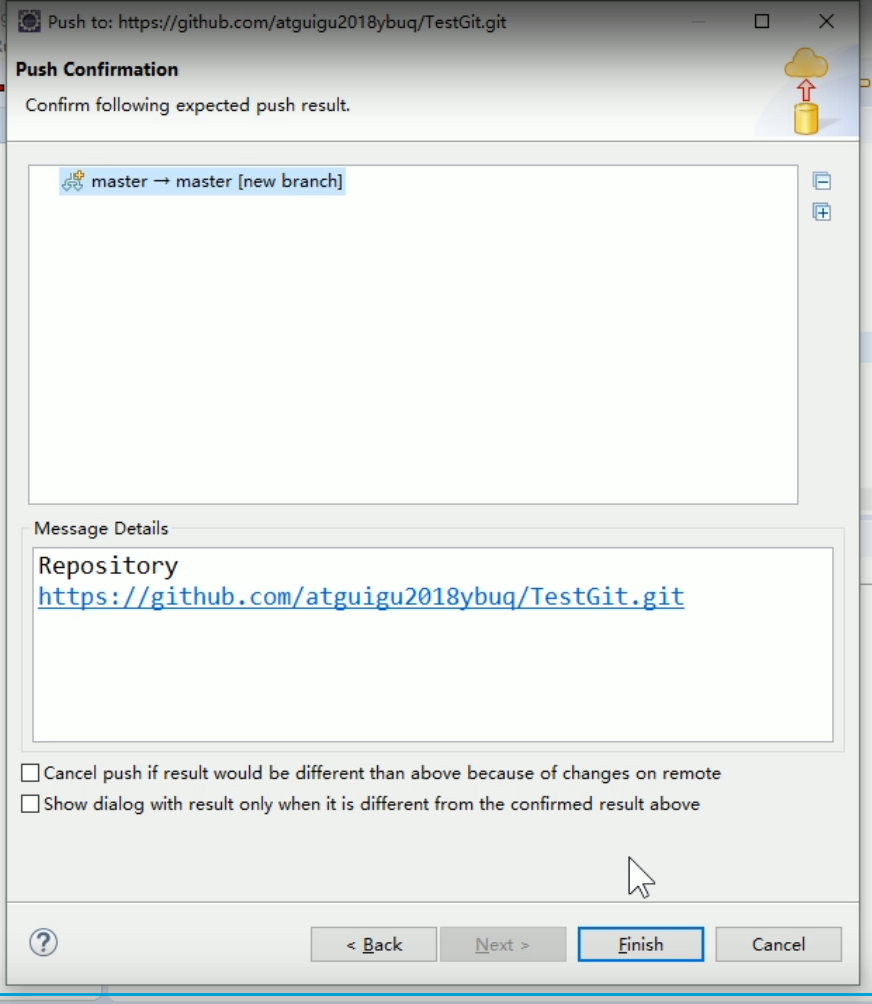 Push to: https://github.com/atguigu2018ybuq/TestGit.git
Push Confirmation
Confirm following expected push result.
master → master [new branch]
Message Details
Repository
https://github.com/atguigu2018ybuq/TestGit.git
Cancel push if result would be different than above because of changes on remote
Show dialog with result only when it is different from the confirmed result above
? < Back Next > Finish Cancel